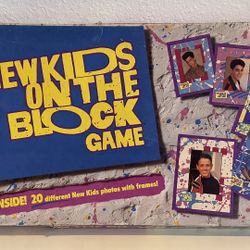 NEW KIDS
ON THE
BLOCK
GAME
INSIDE! 20 different New Kids photos with frames!